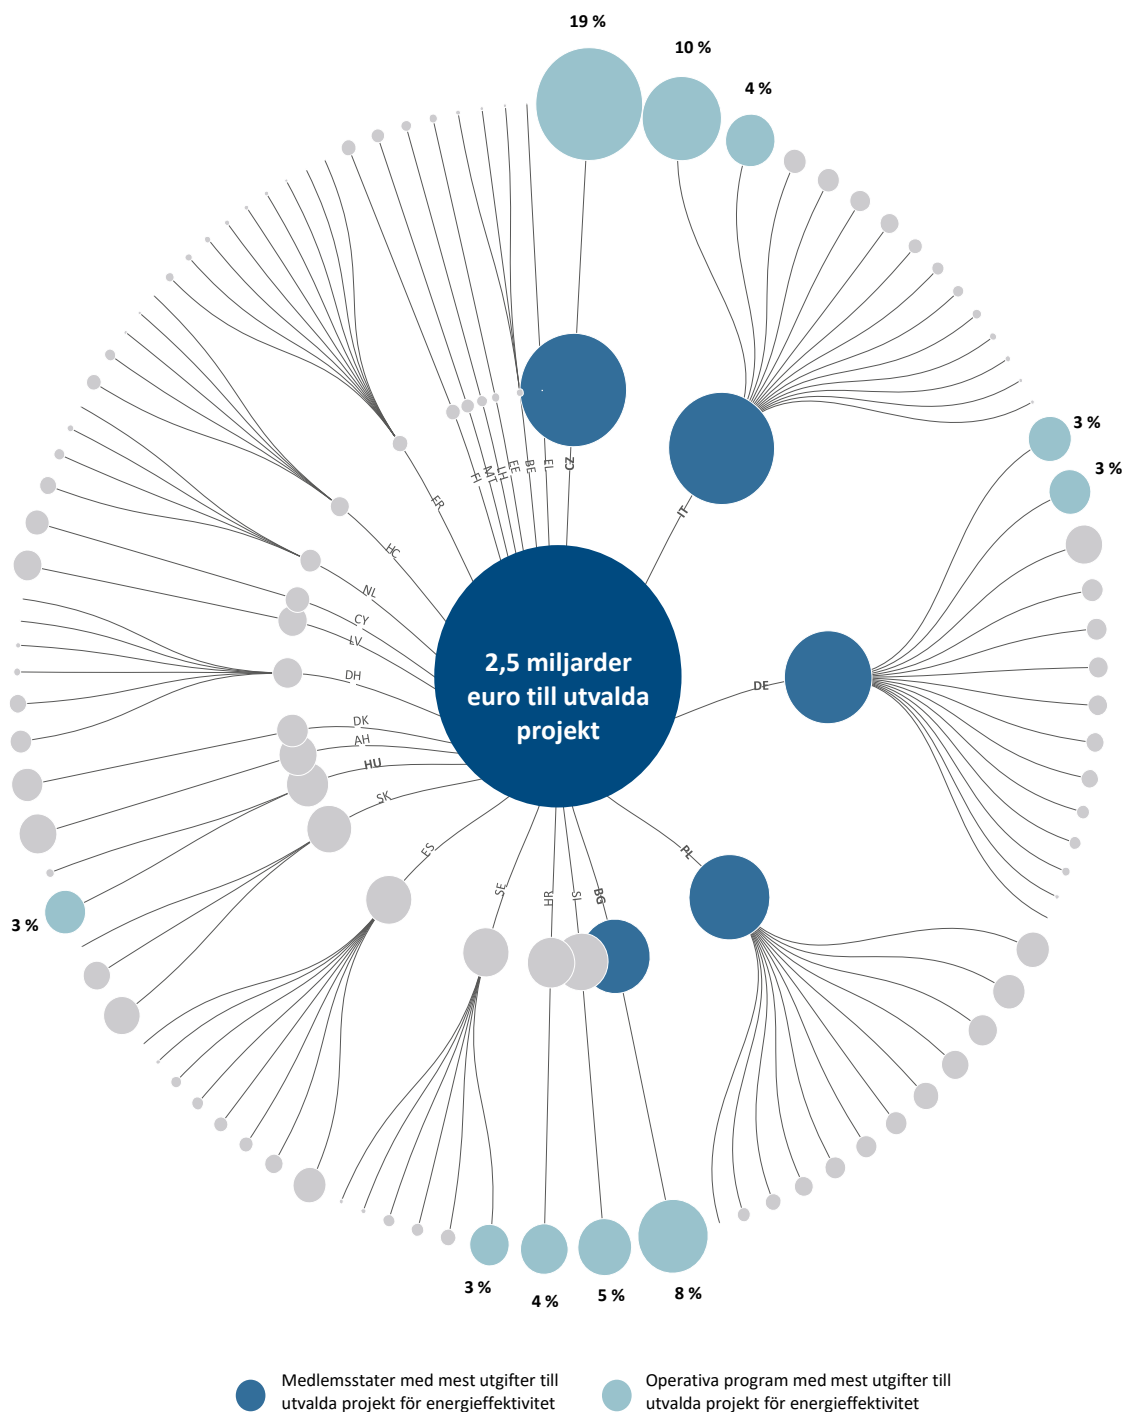 19 %
10 %
4 %
3 %
3 %
FI
MT
LH
EE
BE
EL
CZ
IT
FR
HC
NL
CY
LV
DH
DK
AH
HU
SK
ES
SE
HR
SI
BG
PL
DE
2,5 miljarder
euro till utvalda
projekt
3 %
3 %
4 %
5 %
8 %
Medlemsstater med mest utgifter till
utvalda projekt för energieffektivitet
Operativa program med mest utgifter till
utvalda projekt för energieffektivitet